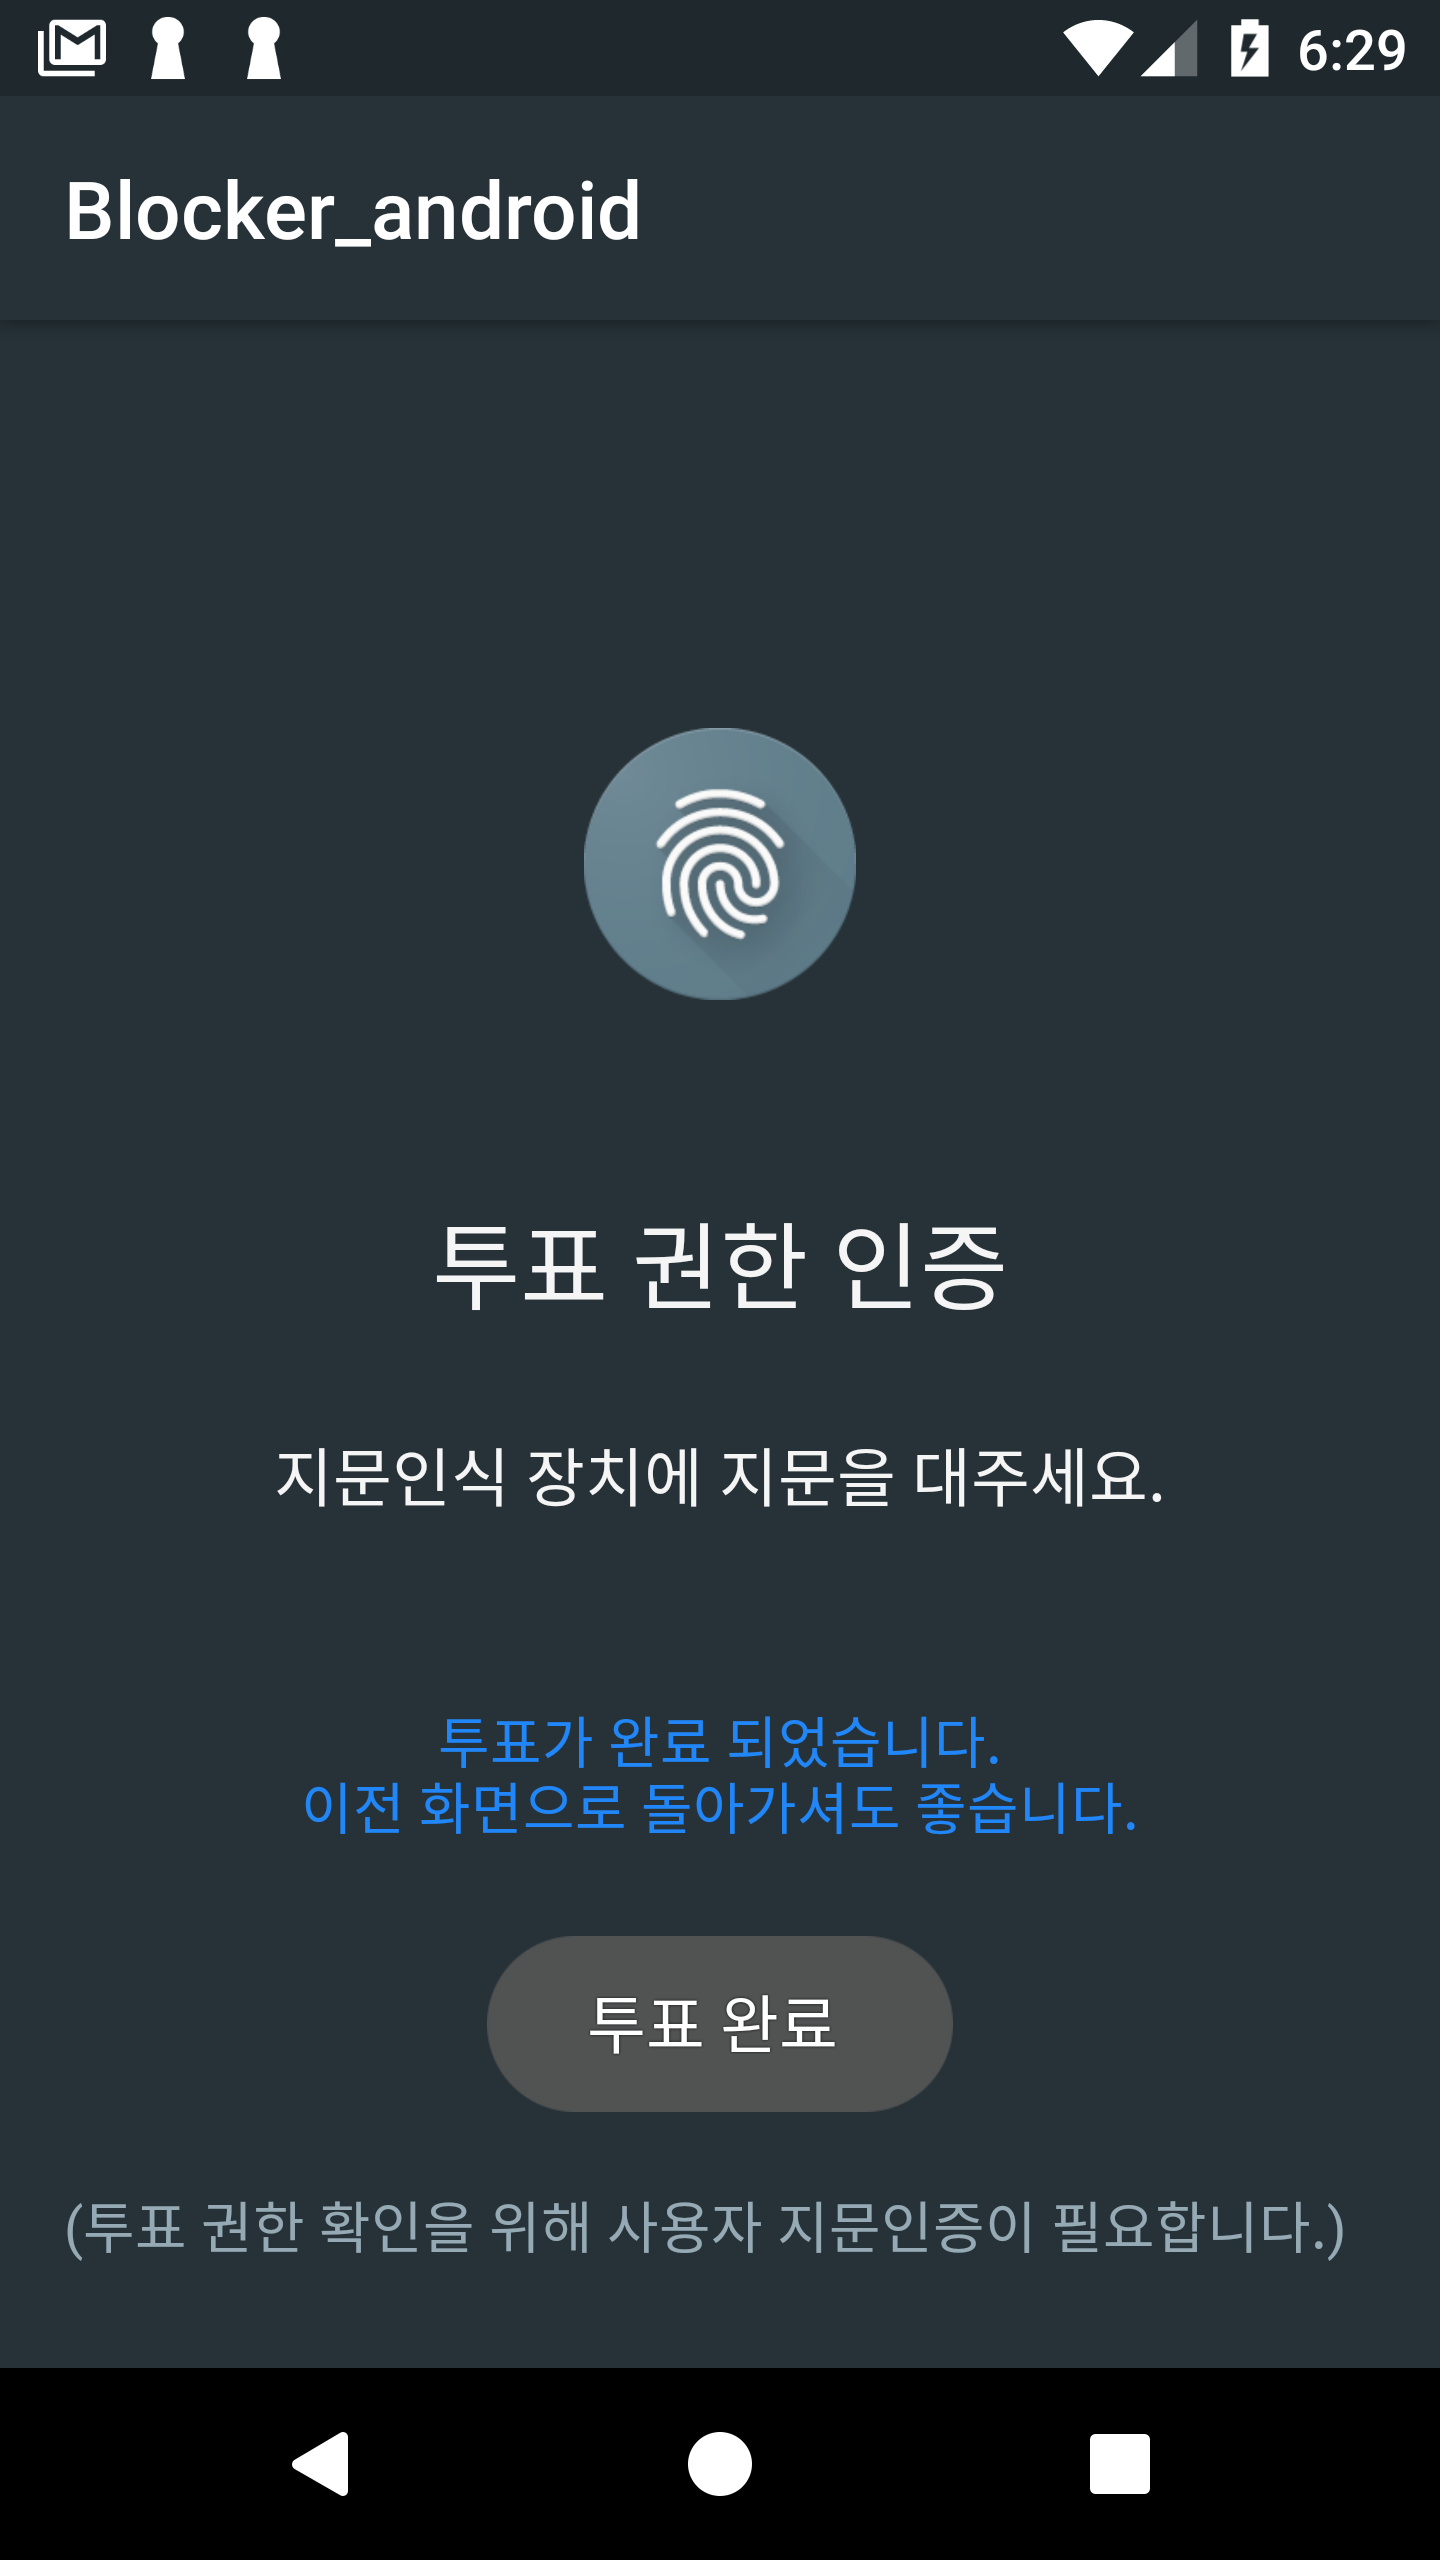 6:29
Blocker_android
투표 권한 인증
지문인식 장치에 지문을 대주세요.
투표가 완료 되었습니다.
이전 화면으로 돌아가셔도 좋습니다.
투표 완료
(투표 권한 확인을 위해 사용자 지문인증이 필요합니다.)